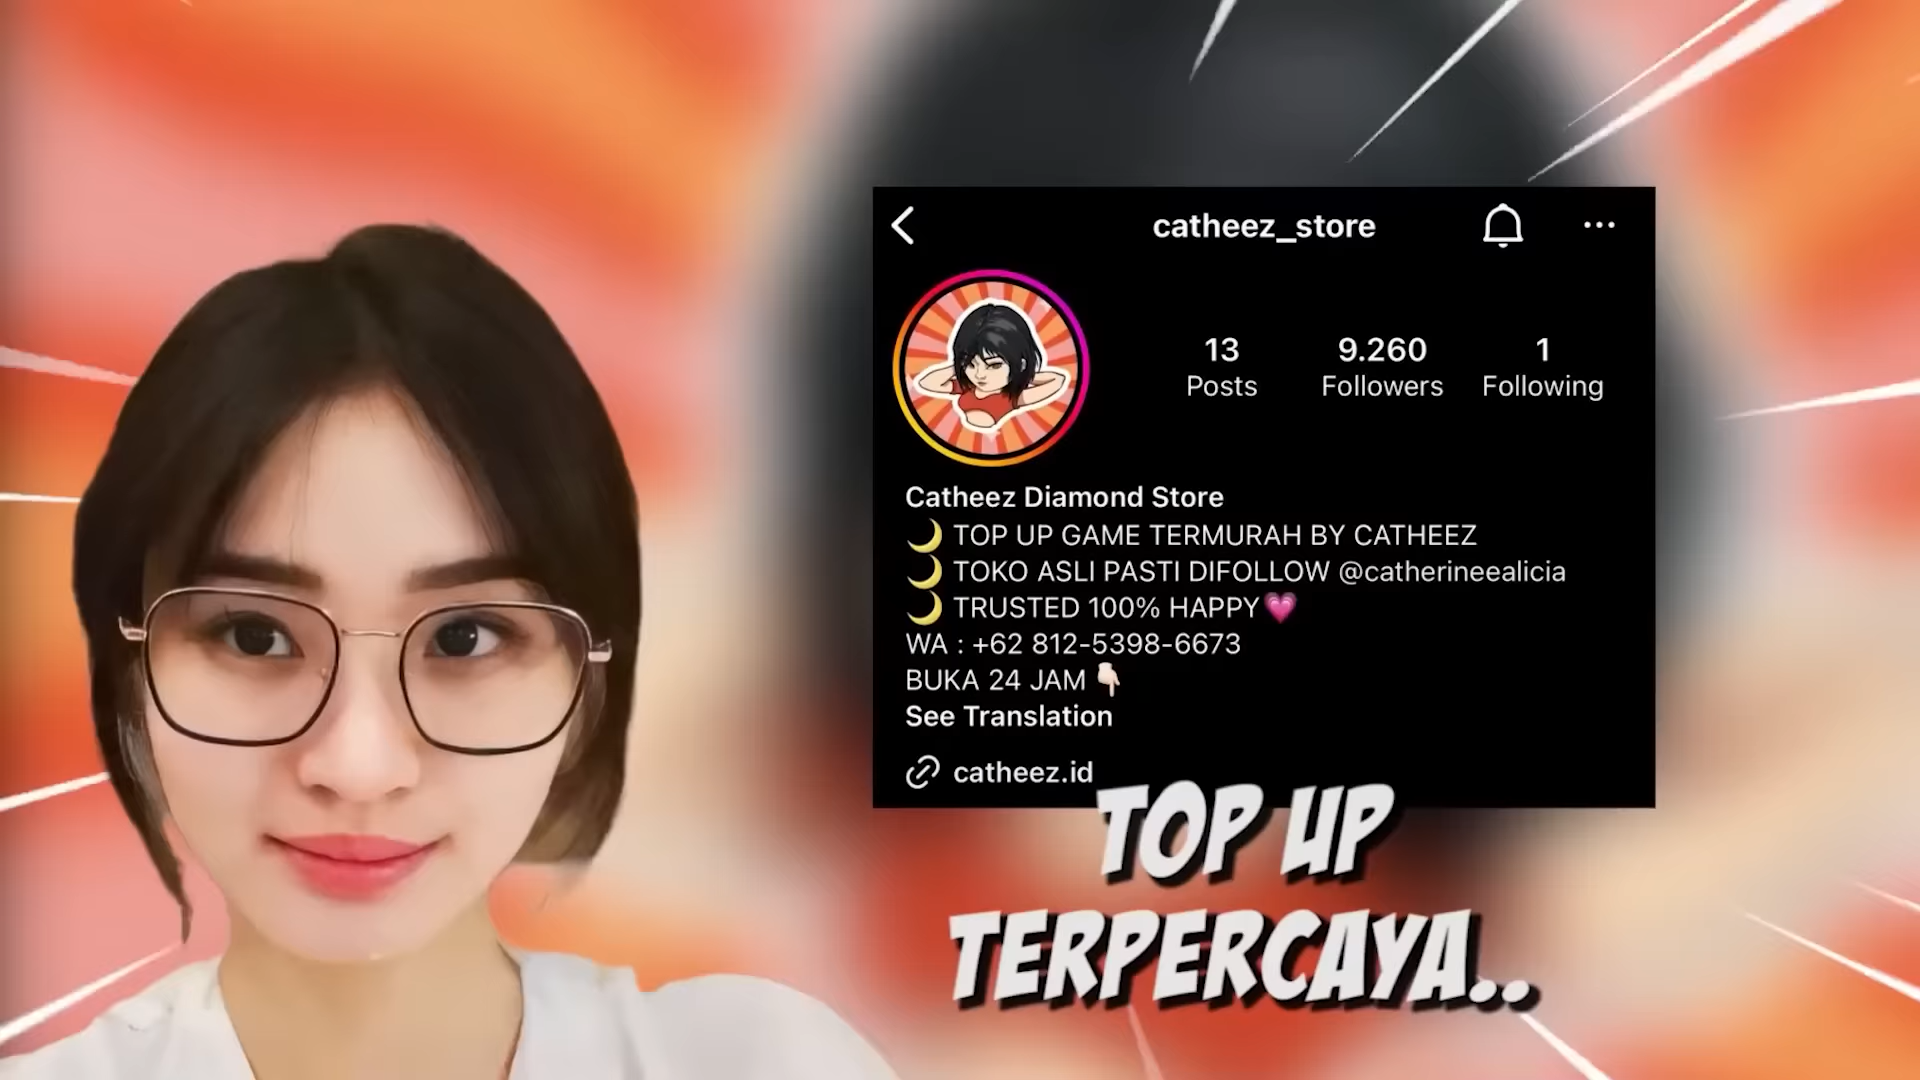 catheez_store
13
Posts
9.260
Followers
1
Following
Catheez Diamond Store
🌙 TOP UP GAME TERMURAH BY CATHEEZ
🌙 TOKO ASLI PASTI DIFOLLOW @catherineealicia
🌙 TRUSTED 100% HAPPY💗
WA : +62 812-5398-6673
BUKA 24 JAM 👇🏻
See Translation
catheez.id
TOP UP
TERPERCAYA..